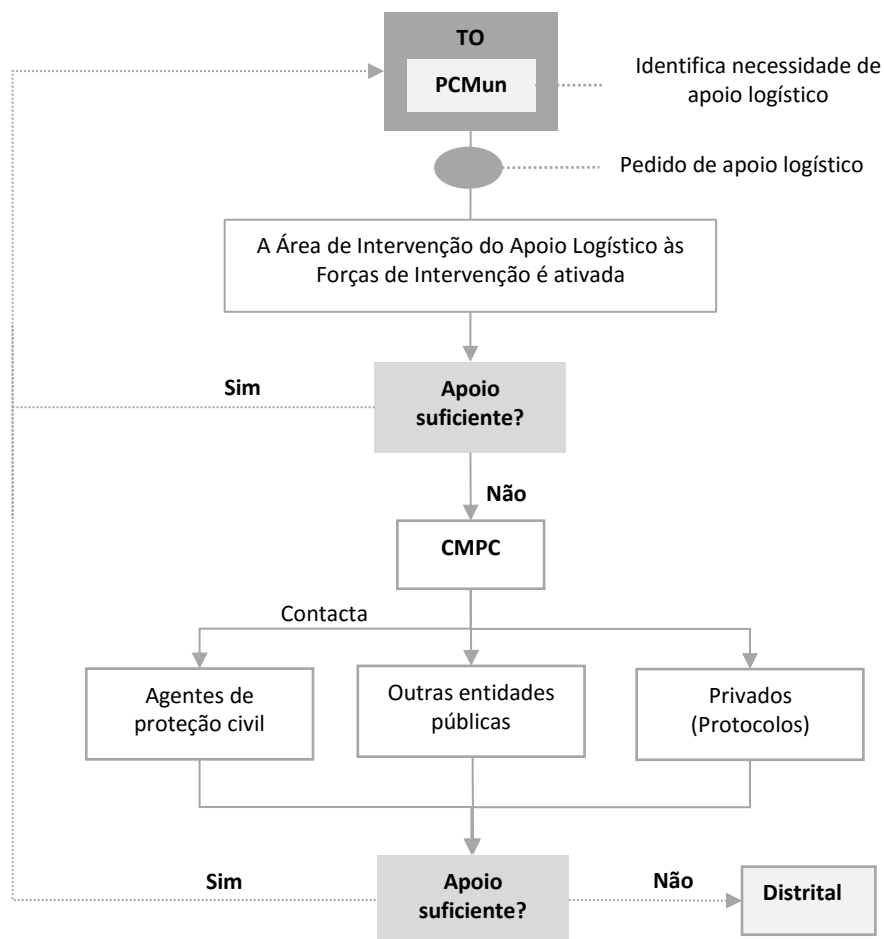 TO
PCMun
Identifica necessidade de
apoio logístico
Pedido de apoio logístico
A Área de Intervenção do Apoio Logístico às
Forças de Intervenção é ativada
Sim
Apoio
suficiente?
Não
CMPC
Contacta
Agentes de
proteção civil
Outras entidades
públicas
Privados
(Protocolos)
Sim
Apoio
suficiente?
Não
Distrital